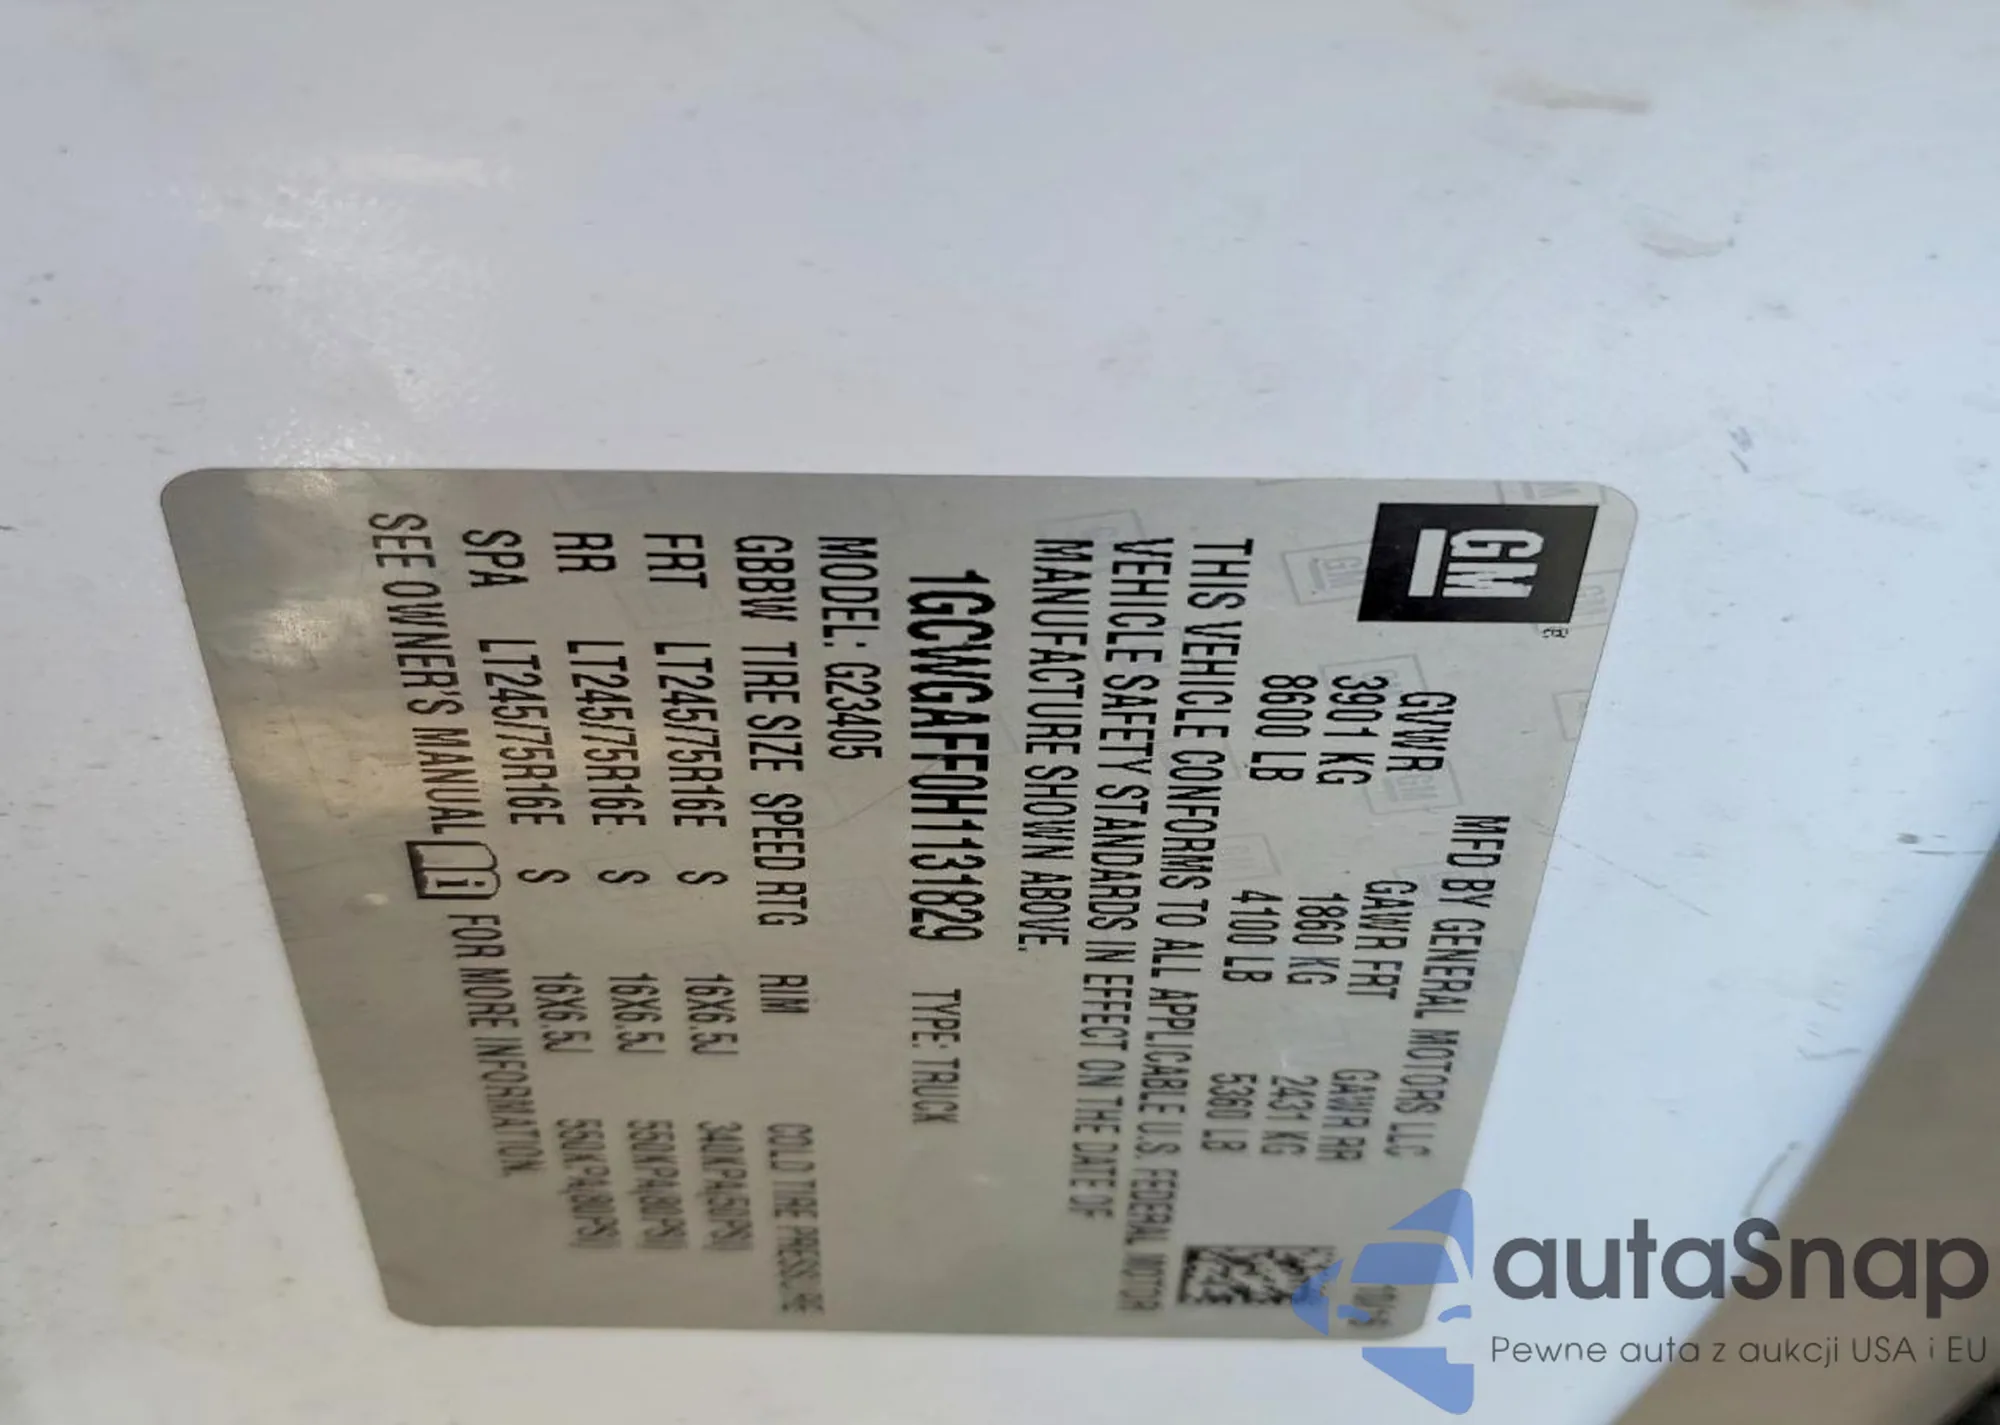 GM
MFD BY GENERAL MOTORS LLC
GVWR GAWR FRT GAWR RR
3901 KG 1860 KG 2431 KG
8600 LB 4100 LB 5360 LB
THIS VEHICLE CONFORMS TO ALL APPLICABLE U.S. FEDERAL MOTOR
VEHICLE SAFETY STANDARDS IN EFFECT ON THE DATE OF
MANUFACTURE SHOWN ABOVE.
1GCWGAFF0H1131829 TYPE: TRUCK
MODEL: G23405
GBBW TIRE SIZE SPEED RTG RIM COLD TIRE PRESSURE
FRT LT245/75R16E S 16X6.5J 340KPA(50PSI)
RR LT245/75R16E S 16X6.5J 550KPA(80PSI)
SPA LT245/75R16E S 16X6.5J 550KPA(80PSI)
SEE OWNER'S MANUAL FOR MORE INFORMATION.
autaSnap
Pewne auta z aukcji USA i EU